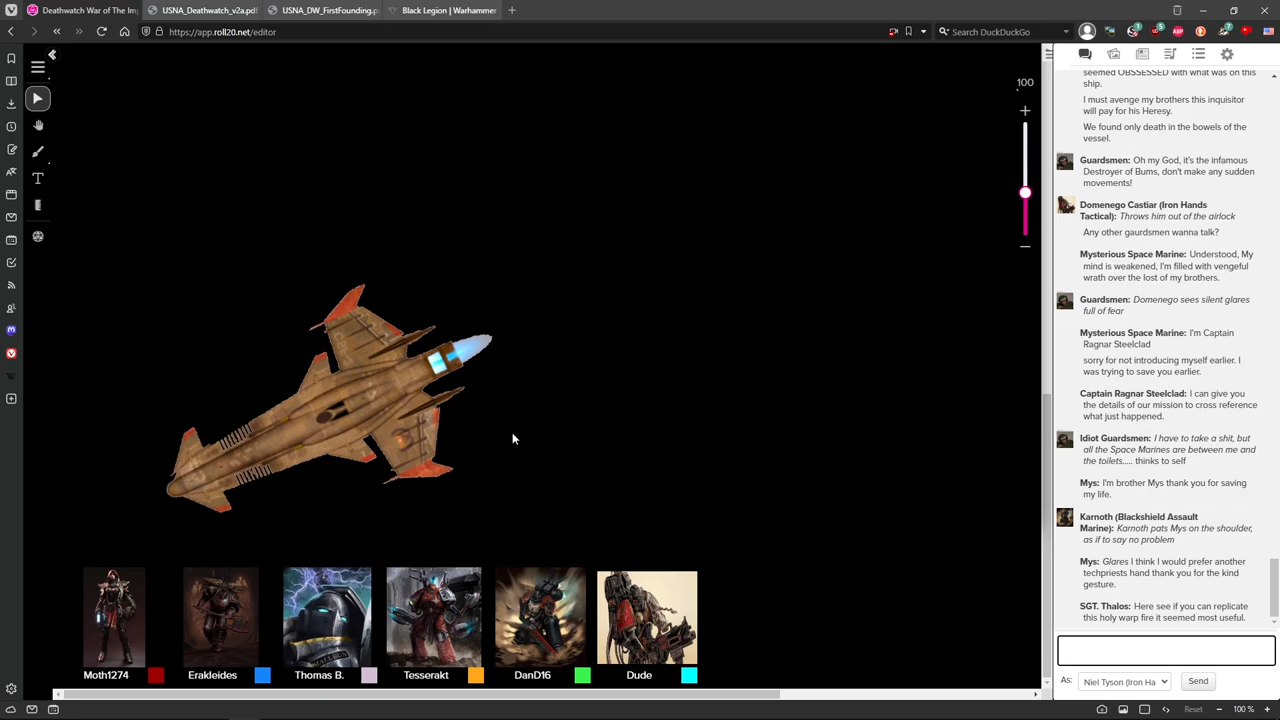 Deathwatch War of The Imp
USNA_Deathwatch_v2a.pdf
USNA_DW_FirstFounding.p
Black Legion | Warhammer
https://app.roll20.net/editor
Search DuckDuckGo
100
seemed OBSSESSED with what was on this
ship.
I must avenge my brothers this inquisitor
will pay for his Heresy.
We found only death in the bowels of the
vessel.
Guardsmen: Oh my God, it's the infamous
Destroyer of Bums, don't make any sudden
movements!
Domenego Castiar (Iron Hands
Tactical): Throws him out of the airlock
Any other gaurdsmen wanna talk?
Mysterious Space Marine: Understood, My
mind is weakened, I'm filled with vengeful
wrath over the lost of my brothers.
Guardsmen: Domenego sees silent glares
full of fear
Mysterious Space Marine: I'm Captain
Ragnar Steelclad
sorry for not introducing myself earlier. I
was trying to save you earlier.
Captain Ragnar Steelclad: I can give you
the details of our mission to cross reference
what just happened.
Idiot Guardsmen: I have to take a shit, but
all the Space Marines are between me and
the toilets..... thinks to self
Mys: I'm brother Mys thank you for saving
my life.
Karnoth (Blackshield Assault
Marine): Karnoth pats Mys on the shoulder,
as if to say no problem
Mys: Glares I think I would prefer another
techpriests hand thank you for the kind
gesture.
SGT. Thalos: Here see if you can replicate
this holy warp fire it seemed most useful.
Moth1274
Erakleides
Thomas B.
Tesserakt
DanD16
Dude
As:
Niel Tyson (Iron Ha
Send
Reset
100 %